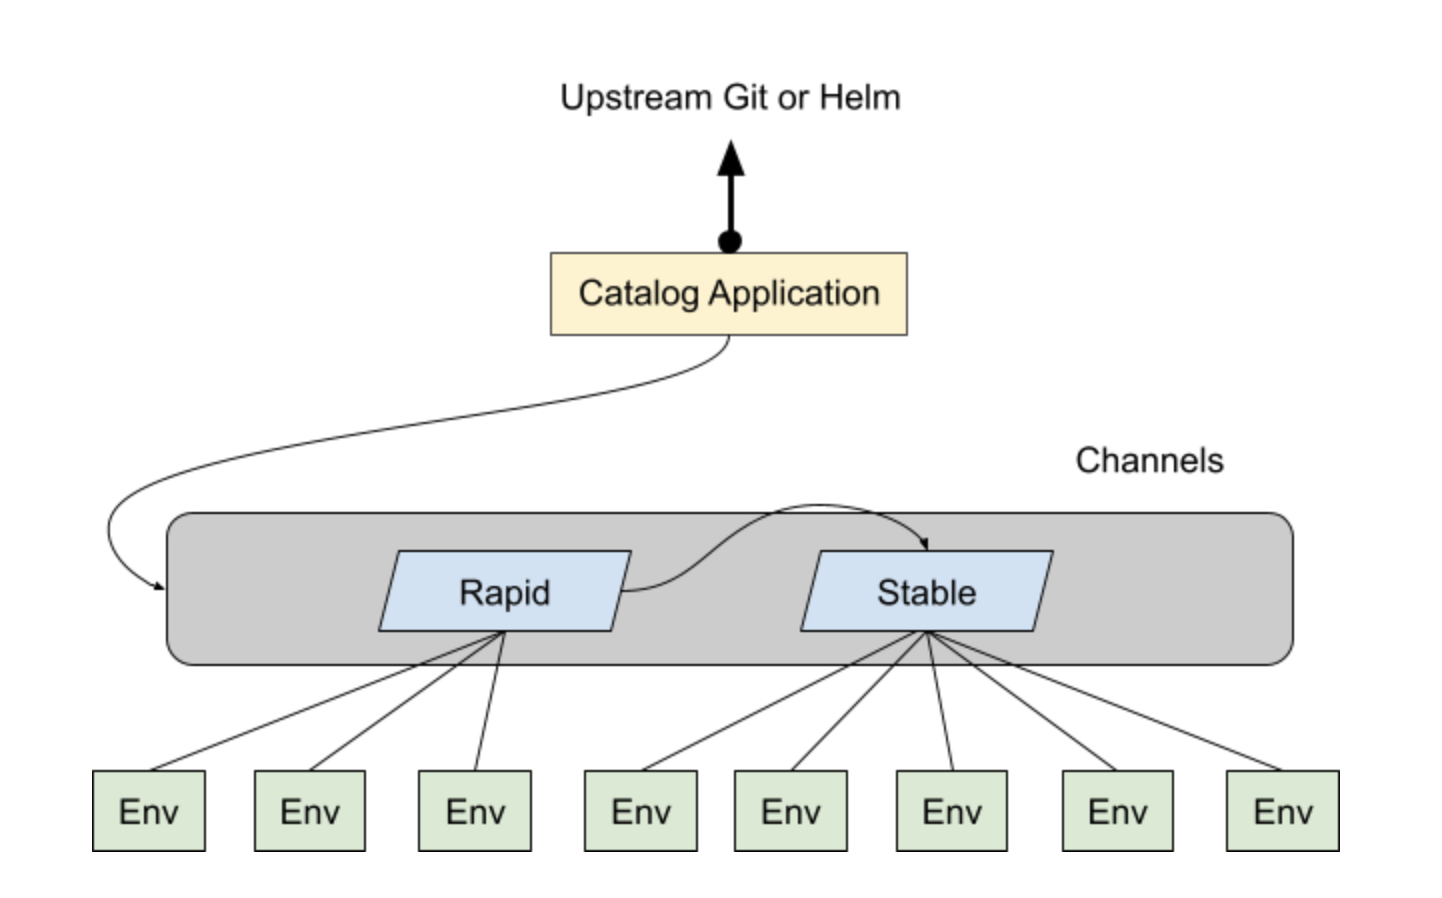 Upstream Git or Helm
Catalog Application
Channels
Rapid
Stable
Env
Env
Env
Env
Env
Env
Env
Env